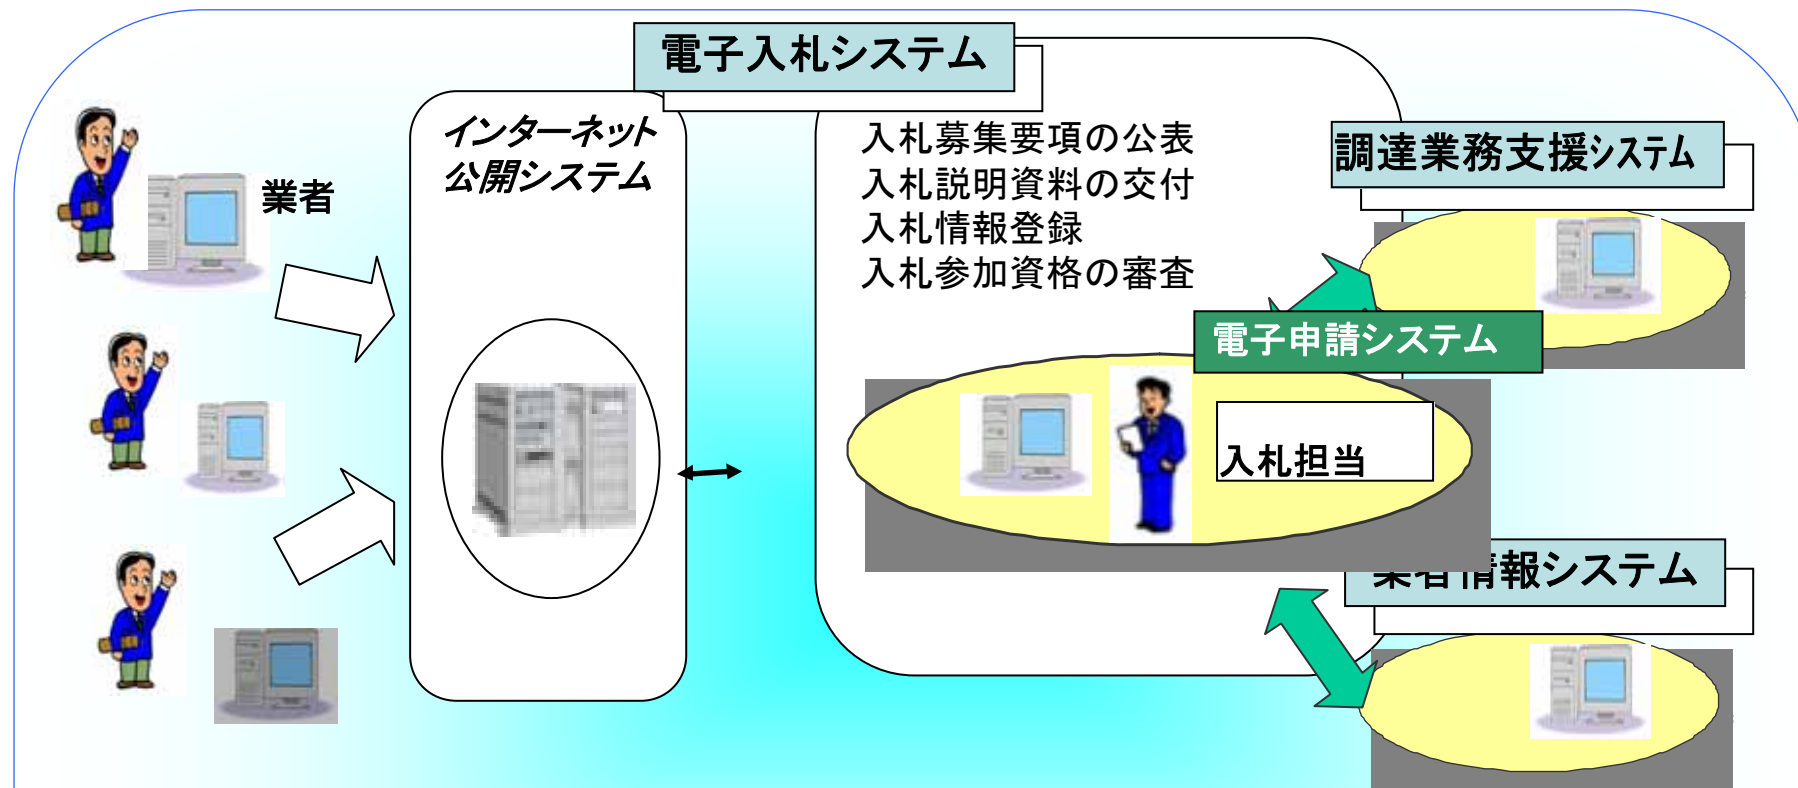 電子入札システム
インターネット
公開システム
業者
入札募集要項の公表
入札説明資料の交付
入札情報登録
入札参加資格の審査
調達業務支援システム
電子申請システム
入札担当
業者情報システム